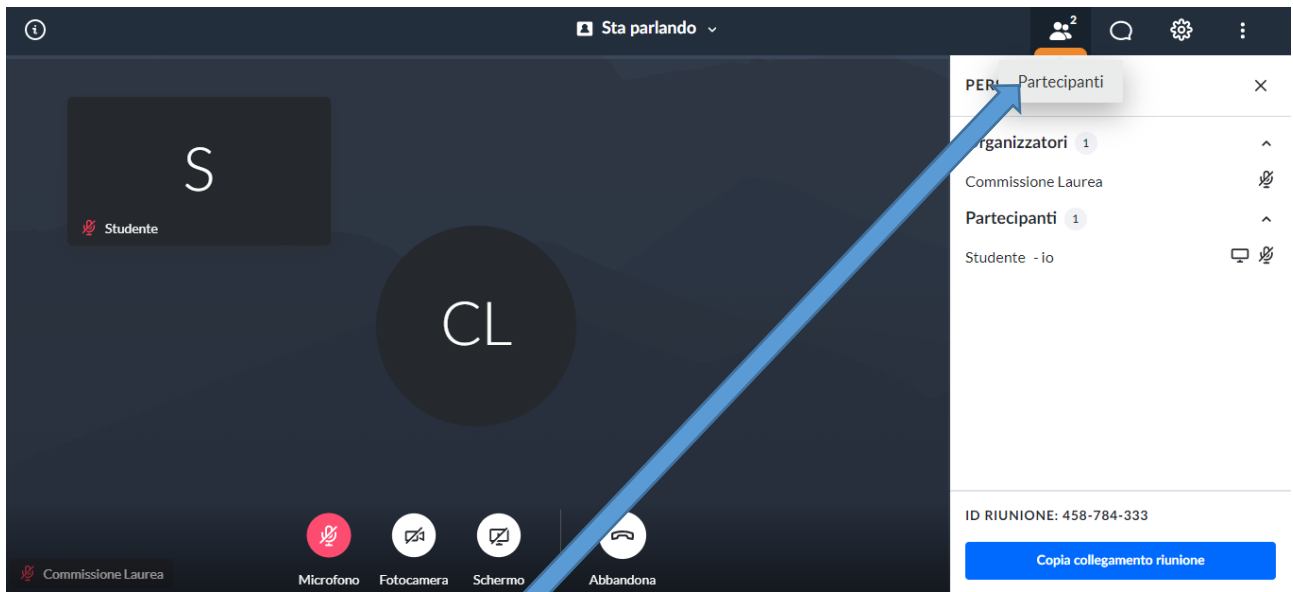 Sta parlando
2
S
Studente
CL
Commissione Laurea
Microfono
Fotocamera
Schermo
Abbandona
Partecipanti
Organizzatori 1
Commissione Laurea
Partecipanti 1
Studente - io
ID RIUNIONE: 458-784-333
Copia collegamento riunione